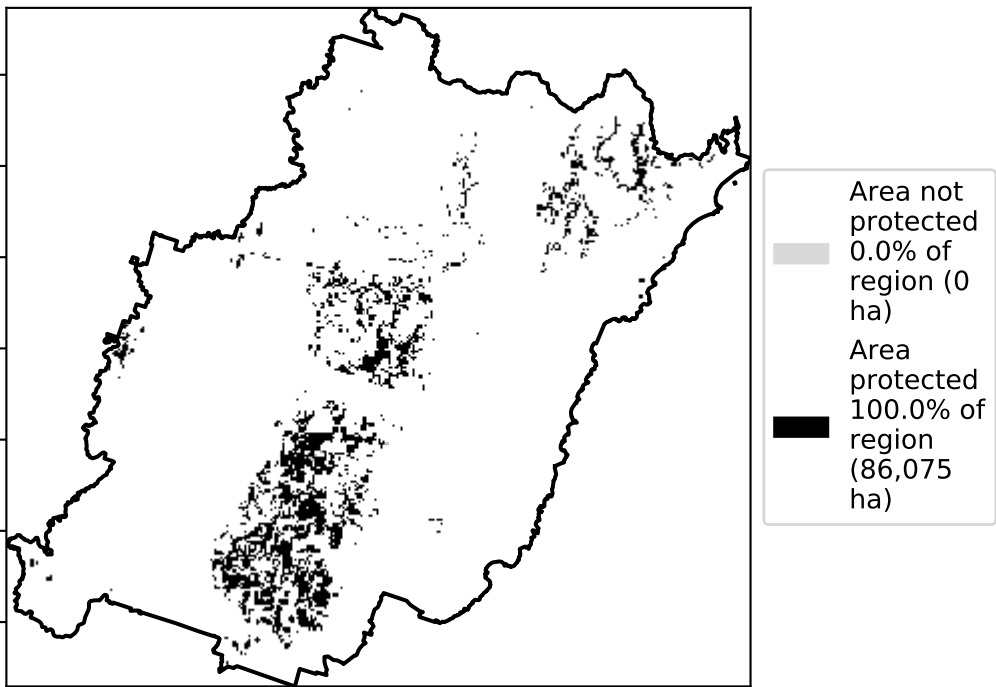 Area not
protected
0.0% of
region (0
ha)
Area
protected
100.0% of
region
(86,075
ha)